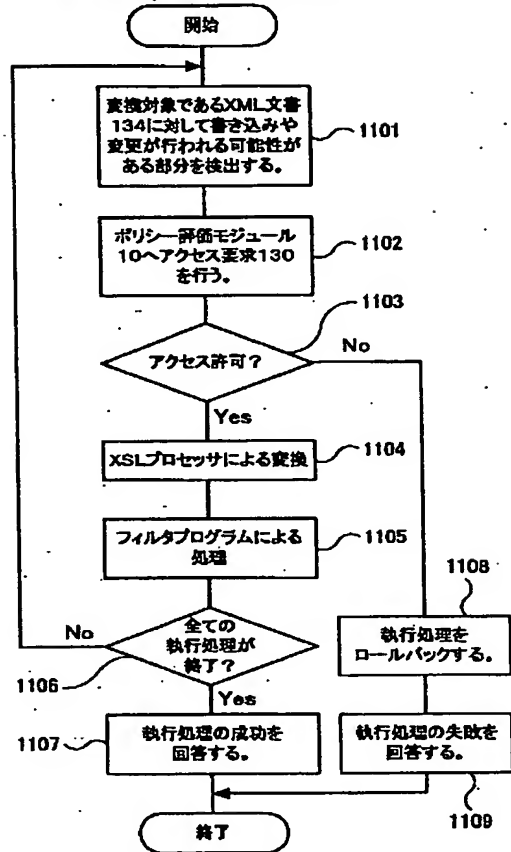 開始
変換対象であるXML文書
134に対して書き込みや
変更が行われる可能性が
ある部分を検出する。
1101
ポリシー評価モジュール
10へアクセス要求130
を行う。
1102
1103
アクセス許可?
No
Yes
XSLプロセッサによる変換
1104
フィルタプログラムによる
処理
1105
1108
No
全ての
執行処理が
終了?
執行処理を
ロールバックする。
1106
Yes
1107
執行処理の成功を
回答する。
執行処理の失敗を
回答する。
1109
終了